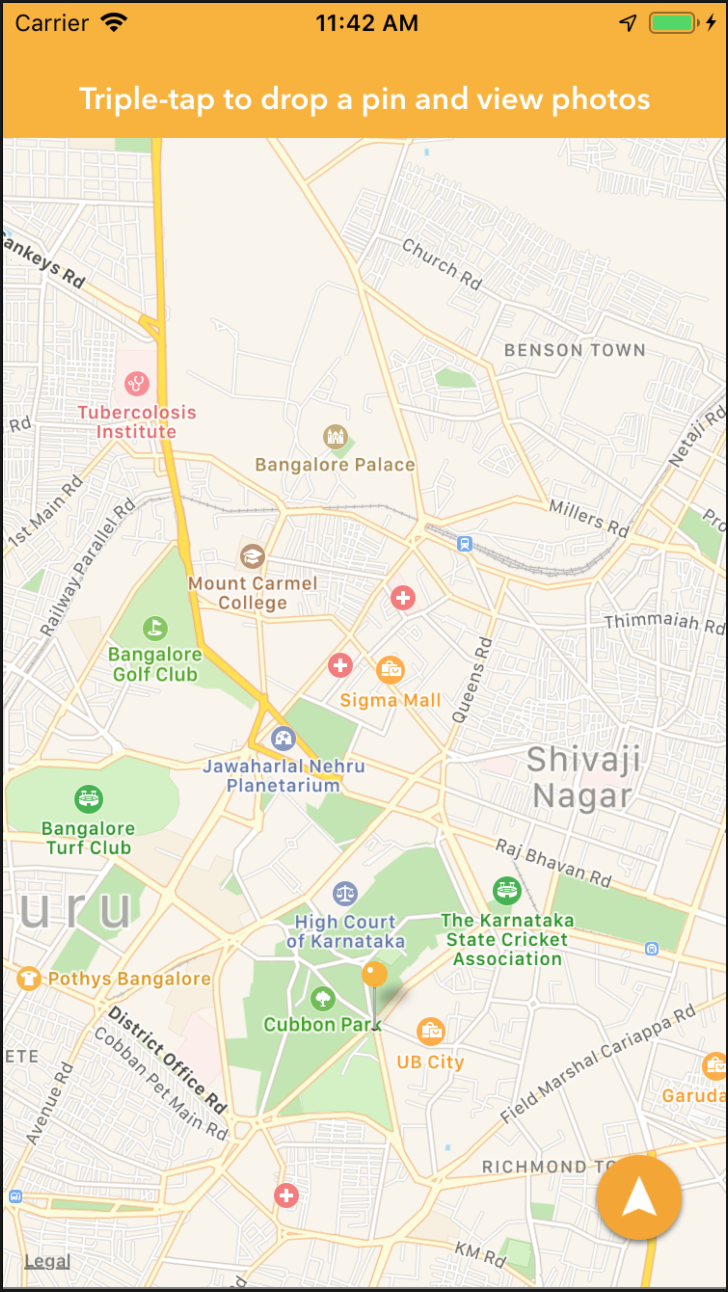 Carrier
11:42 AM
Triple-tap to drop a pin and view photos
Sankeys Rd
Church Rd
BENSON TOWN
Tubercolosis
Institute
Rd
Netaji Rd
Bangalore Palace
1st Main Rd
Railway Parallel Rd
Millers Rd
Pro
Mount Carmel
College
Thimmaiah Rd
Bangalore
Golf Club
Queens Rd
Sigma Mall
Jawaharlal Nehru
Planetarium
Shivaji
Nagar
Bangalore
Turf Club
Raj Bhavan Rd
uru
High Court
of Karnataka
The Karnataka
State Cricket
Association
Pothys Bangalore
Cubbon Park
District Office Rd
Cobban Pet Main Rd
ETE
UB City
Field Marshal Cariappa Rd
Avenue Rd
Garuda
RICHMOND TO
KM Rd
Legal